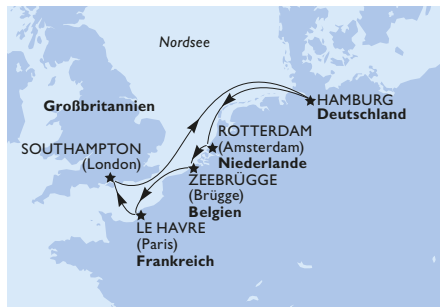 Nordsee
Großbritannien
HAMBURG
Deutschland
ROTTERDAM
(Amsterdam)
Niederlande
SOUTHAMPTON
(London)
ZEEBRÜGGE
(Brügge)
Belgien
LE HAVRE
(Paris)
Frankreich